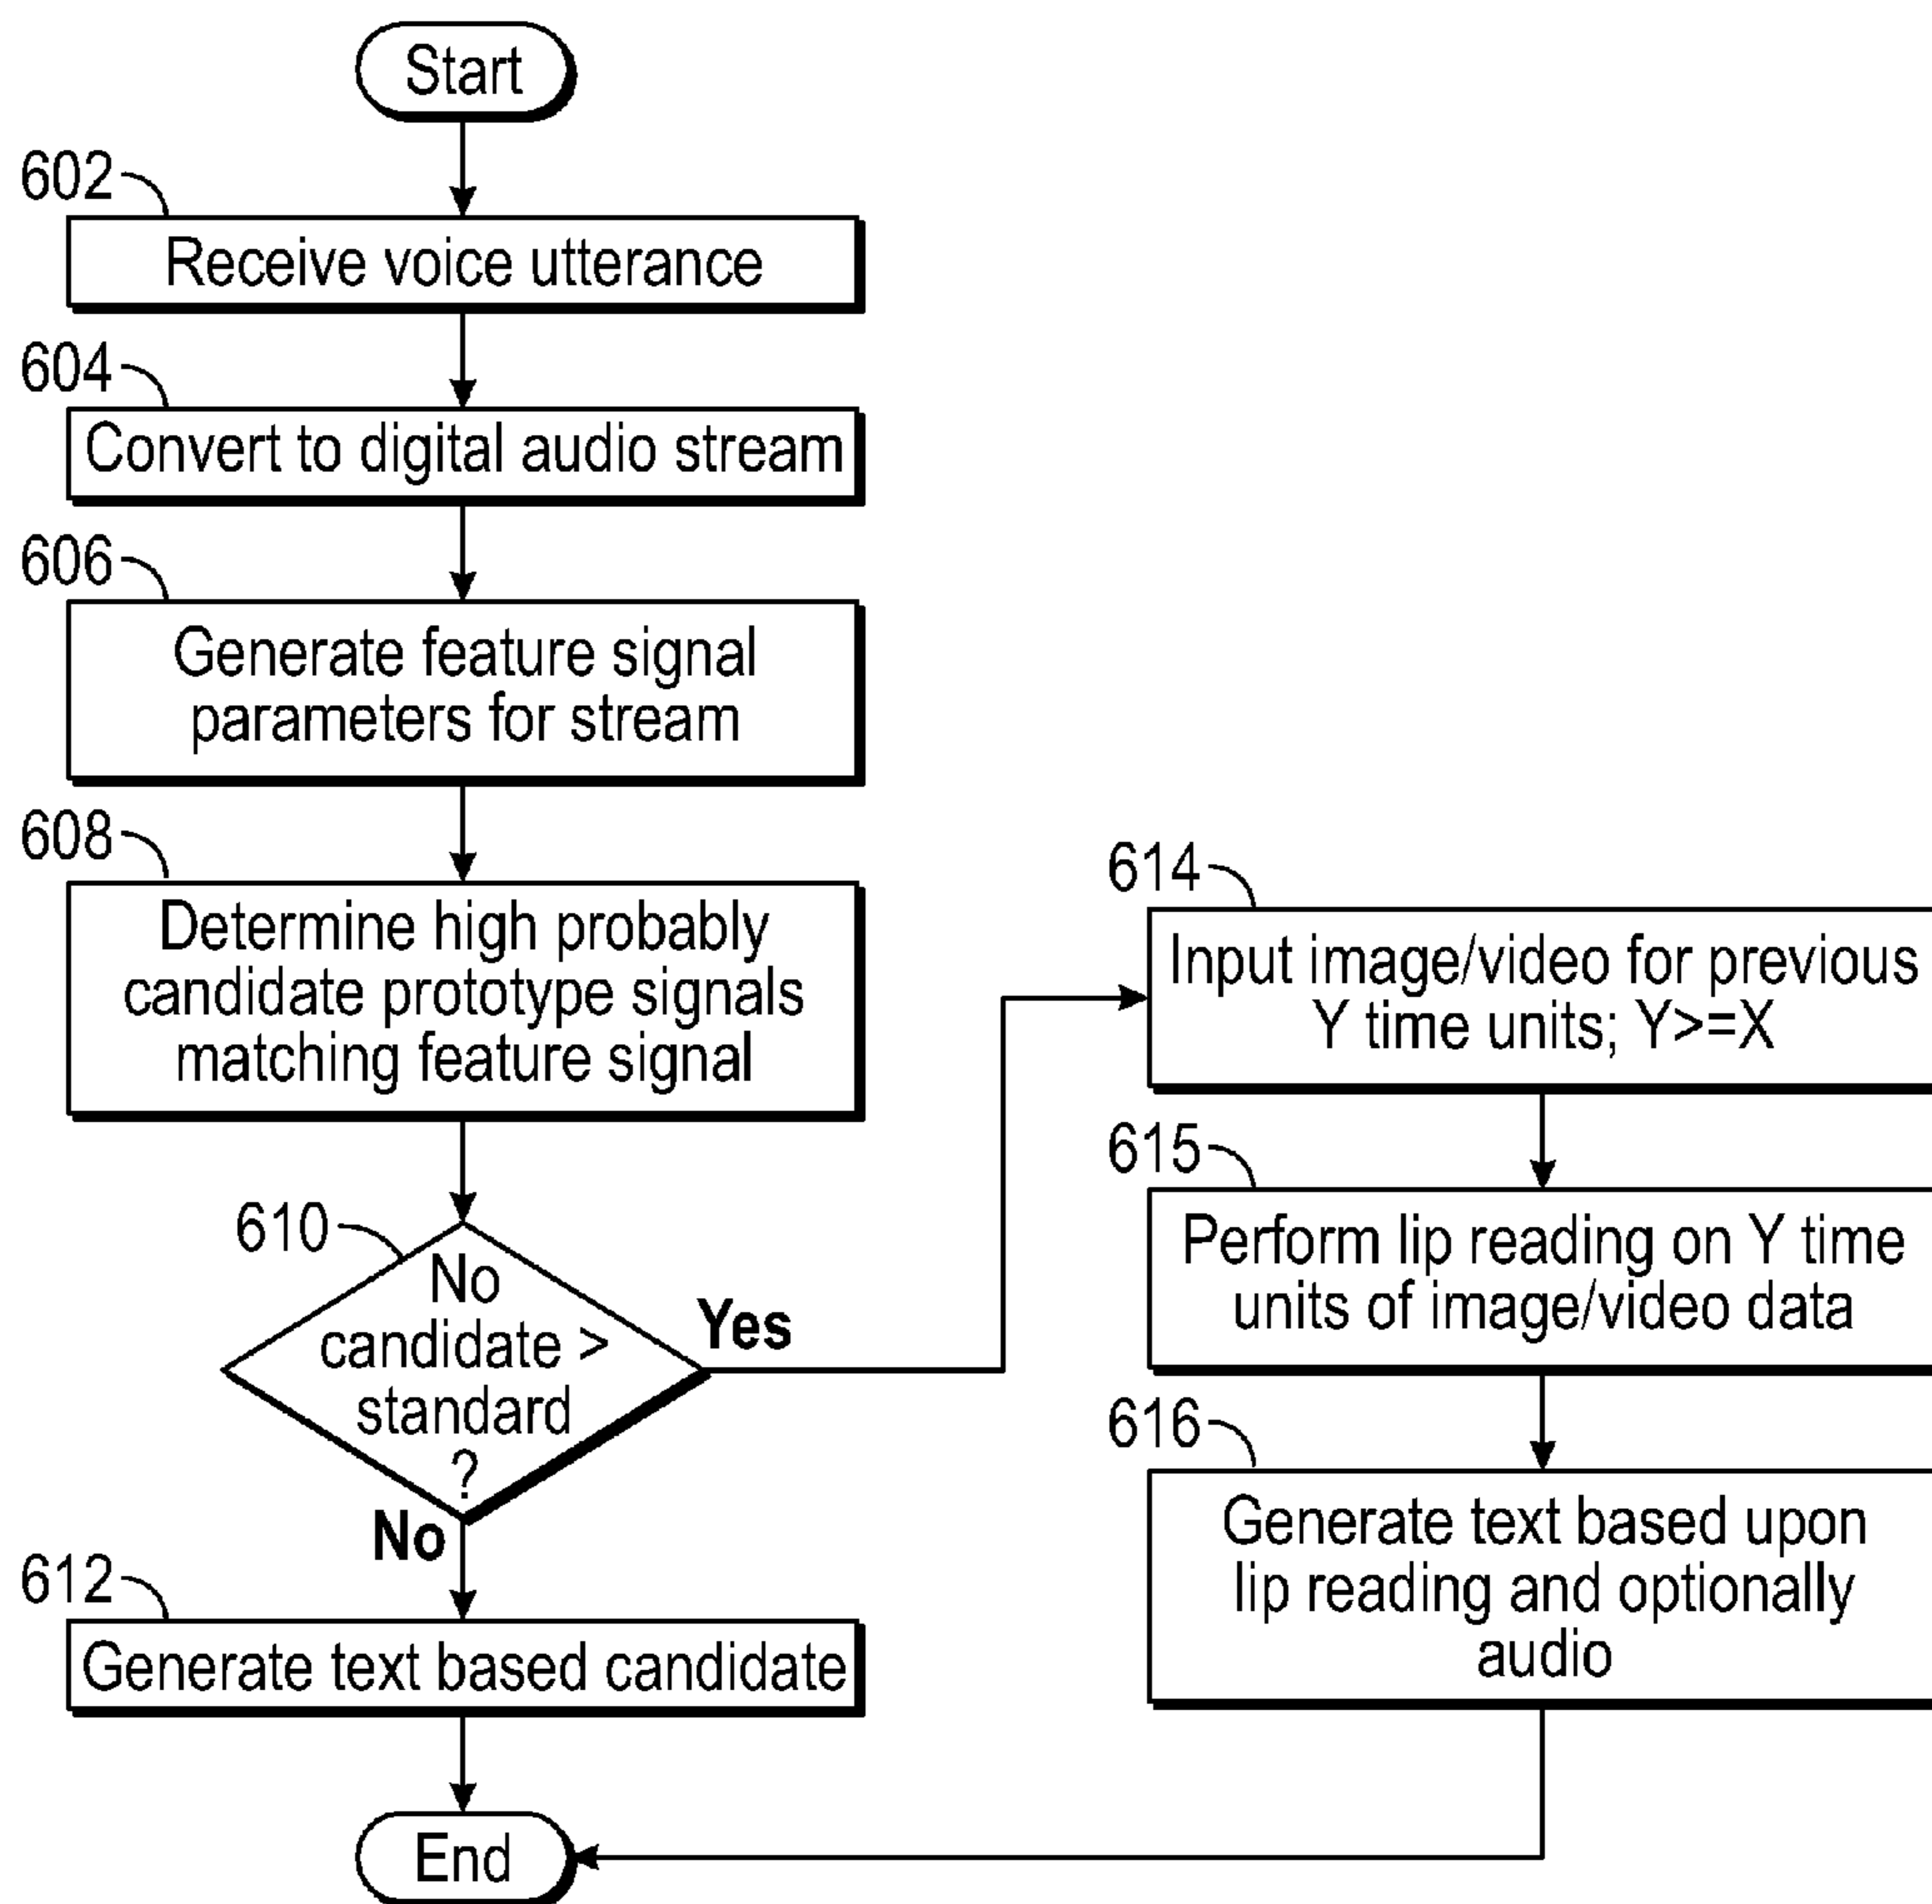 Start
602
Receive voice utterance
604
Convert to digital audio stream
606
Generate feature signal
parameters for stream
608
Determine high probably
candidate prototype signals
matching feature signal
610
No
candidate >
standard
?
Yes
No
612
Generate text based candidate
End
614
Input image/video for previous
Y time units; Y>=X
615
Perform lip reading on Y time
units of image/video data
616
Generate text based upon
lip reading and optionally
audio